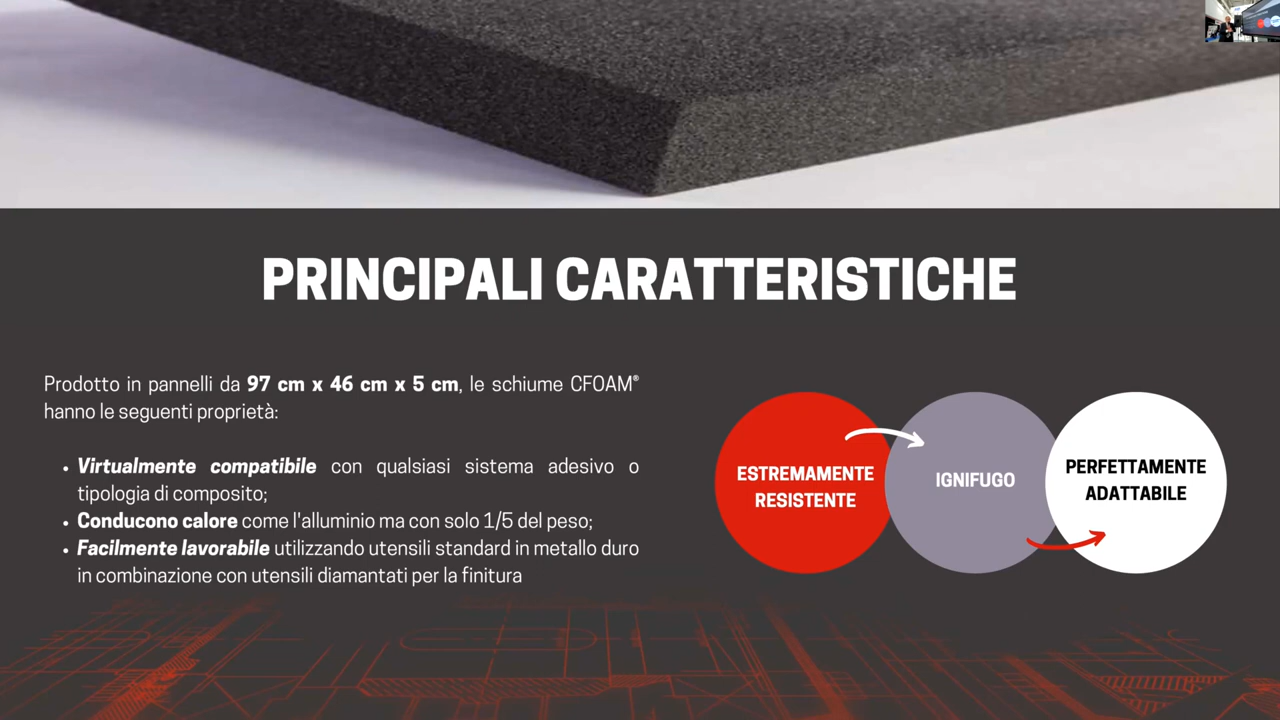 PRINCIPALI CARATTERISTICHE
Prodotto in pannelli da 97 cm x 46 cm x 5 cm, le schiume CFOAM®
hanno le seguenti proprietà:
• Virtualmente compatibile con qualsiasi sistema adesivo o
tipologia di composito;
• Conducono calore come l'alluminio ma con solo 1/5 del peso;
• Facilmente lavorabile utilizzando utensili standard in metallo duro
in combinazione con utensili diamantati per la finitura
ESTREMAMENTE
RESISTENTE
IGNIFUGO
PERFETTAMENTE
ADATTABILE